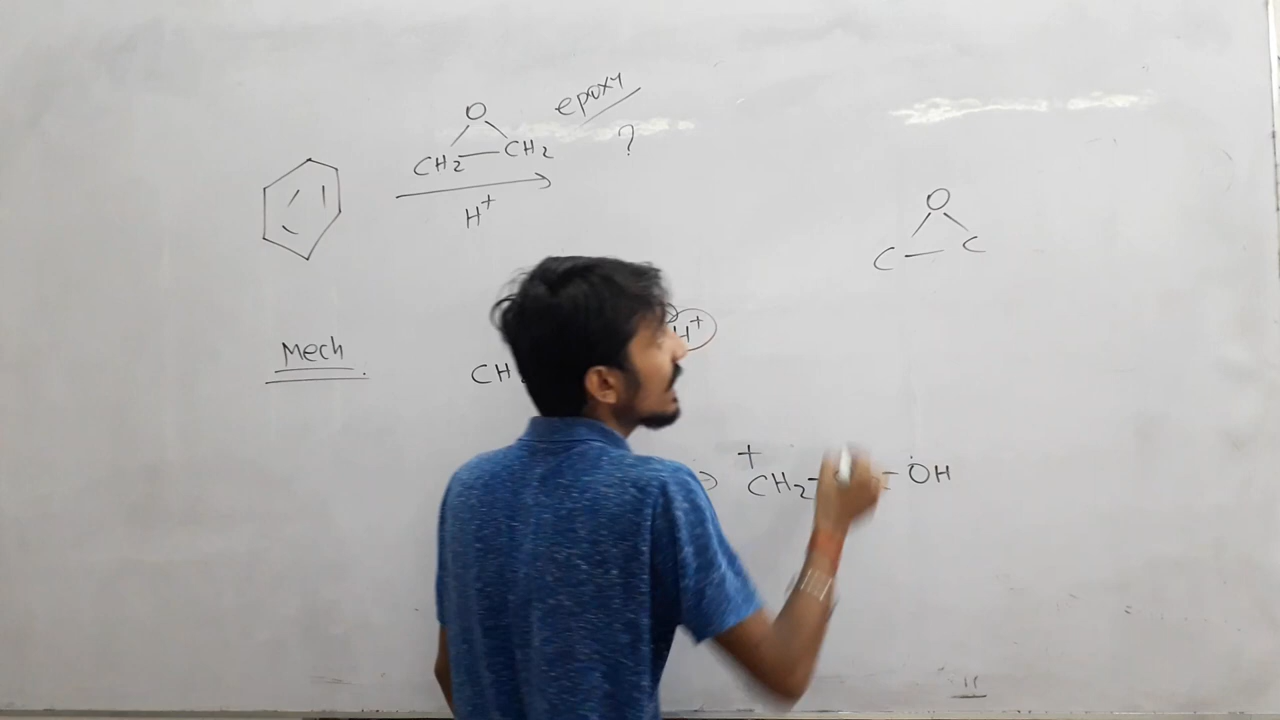 O epoxy
CH2 — CH2 ?
H+
O
C — C
H+
Mech.
CH
+
CH2 - OH